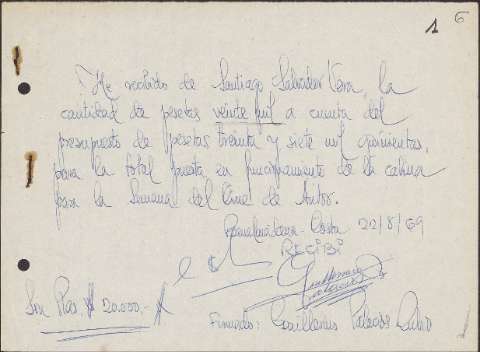 1 6
He recibido de Santiago Salvador Vera, la
cantidad de pesetas veinte mil a cuenta del
presupuesto de pesetas treinta y siete mil quinientas,
para la total puesta en funcionamiento de la cabina
para la Semana del Cine de Autor.
Benalmádena-Costa 22/8/69
RECIBÍ
Son Ptas. # 20.000.- #
Firmado: Guillermo Palacios